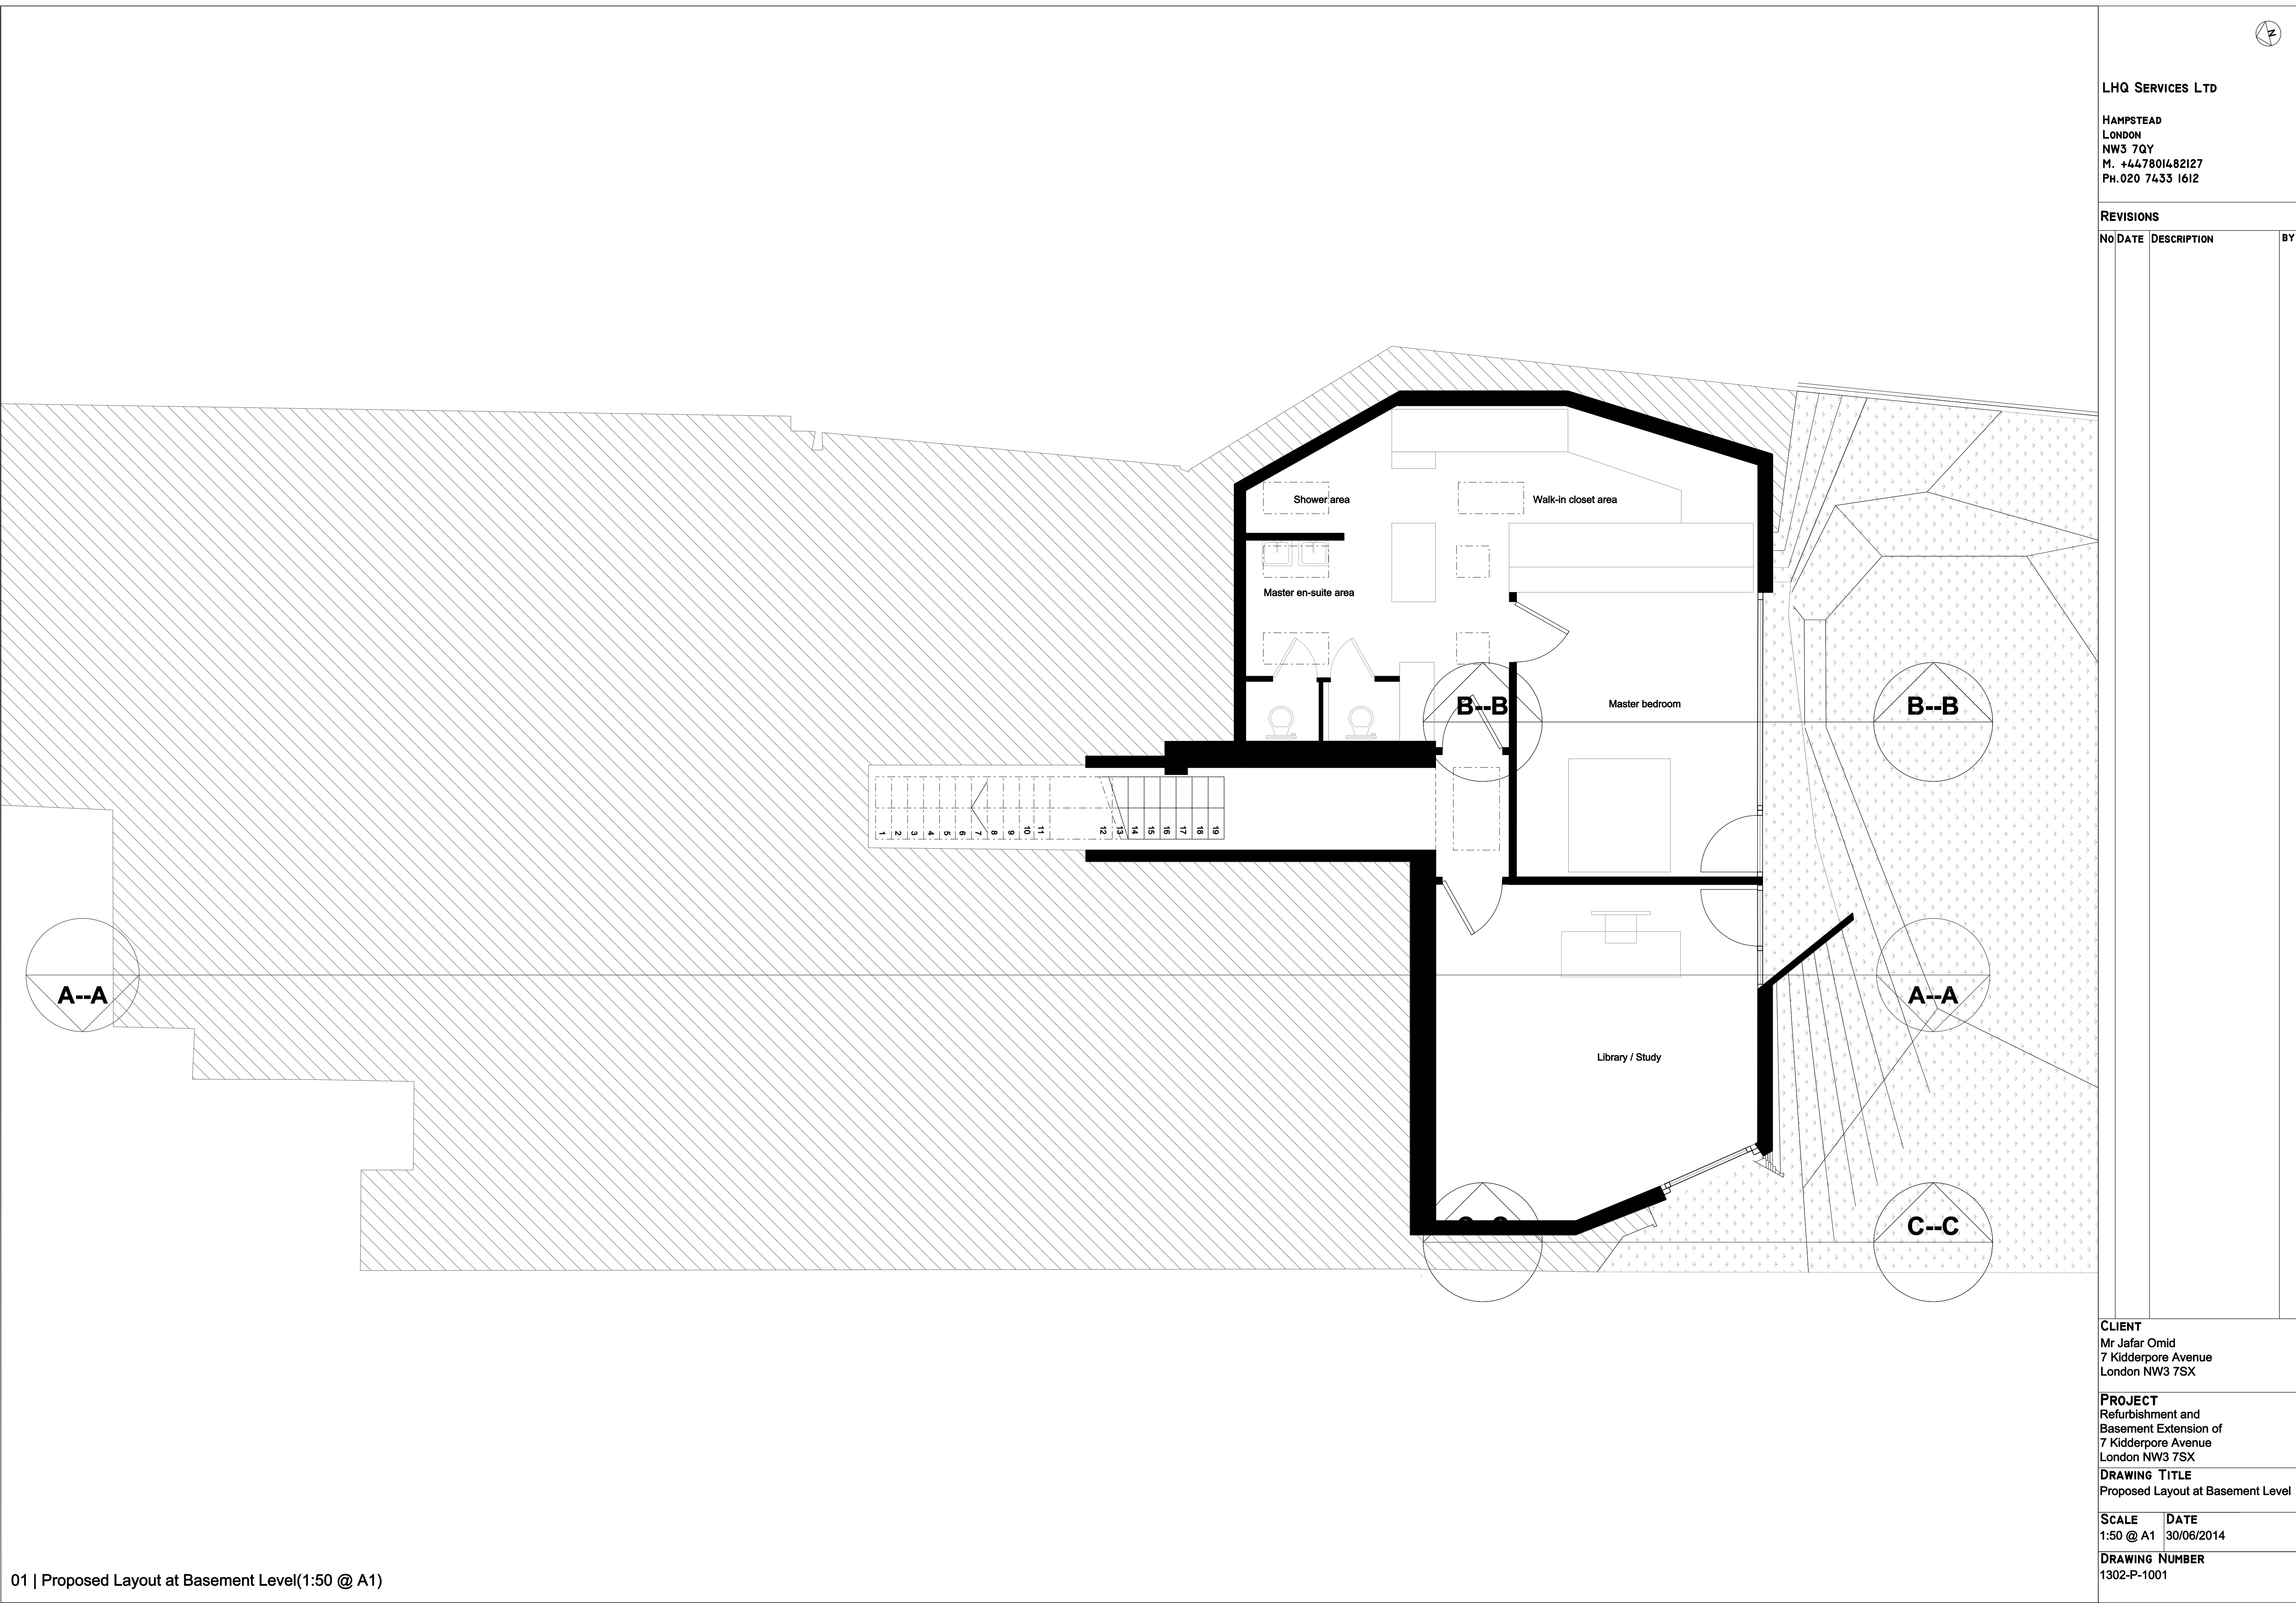 N
LHQ Services Ltd
Hampstead
London
NW3 7QY
M. +447801482127
Ph.020 7433 1612
Revisions
No Date Description by
Shower area
Walk-in closet area
Master en-suite area
B--B
Master bedroom
B--B
1 2 3 4 5 6 7 8 9 10 11 12 13 14 15 16 17 18 19
A--A
A--A
Library / Study
C--C
Client
Mr Jafar Omid
7 Kidderpore Avenue
London NW3 7SX
Project
Refurbishment and
Basement Extension of
7 Kidderpore Avenue
London NW3 7SX
Drawing Title
Proposed Layout at Basement Level
Scale Date
1:50 @ A1 30/06/2014
Drawing Number
1302-P-1001
01 | Proposed Layout at Basement Level(1:50 @ A1)